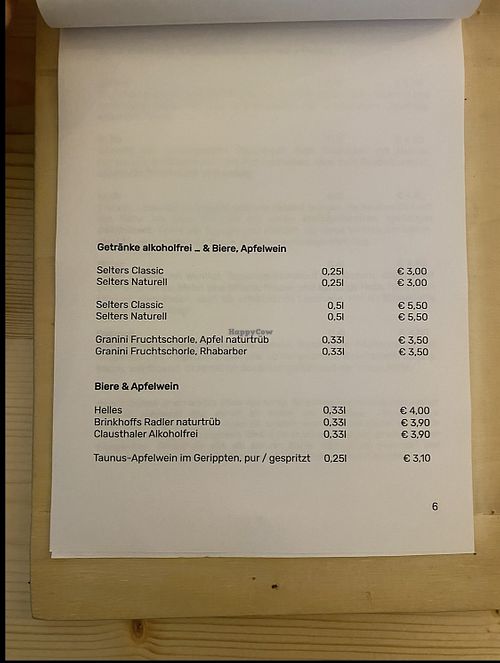 Getränke alkoholfrei … & Biere, Apfelwein
Selters Classic 0,25l € 3,00
Selters Naturell 0,25l € 3,00
Selters Classic 0,5l € 5,50
Selters Naturell 0,5l € 5,50
HappyCow
Granini Fruchtschorle, Apfel naturtrüb 0,33l € 3,50
Granini Fruchtschorle, Rhabarber 0,33l € 3,50
Biere & Apfelwein
Helles 0,33l € 4,00
Brinkhoffs Radler naturtrüb 0,33l € 3,90
Clausthaler Alkoholfrei 0,33l € 3,90
Taunus-Apfelwein im Gerippten, pur / gespritzt 0,25l € 3,10
6